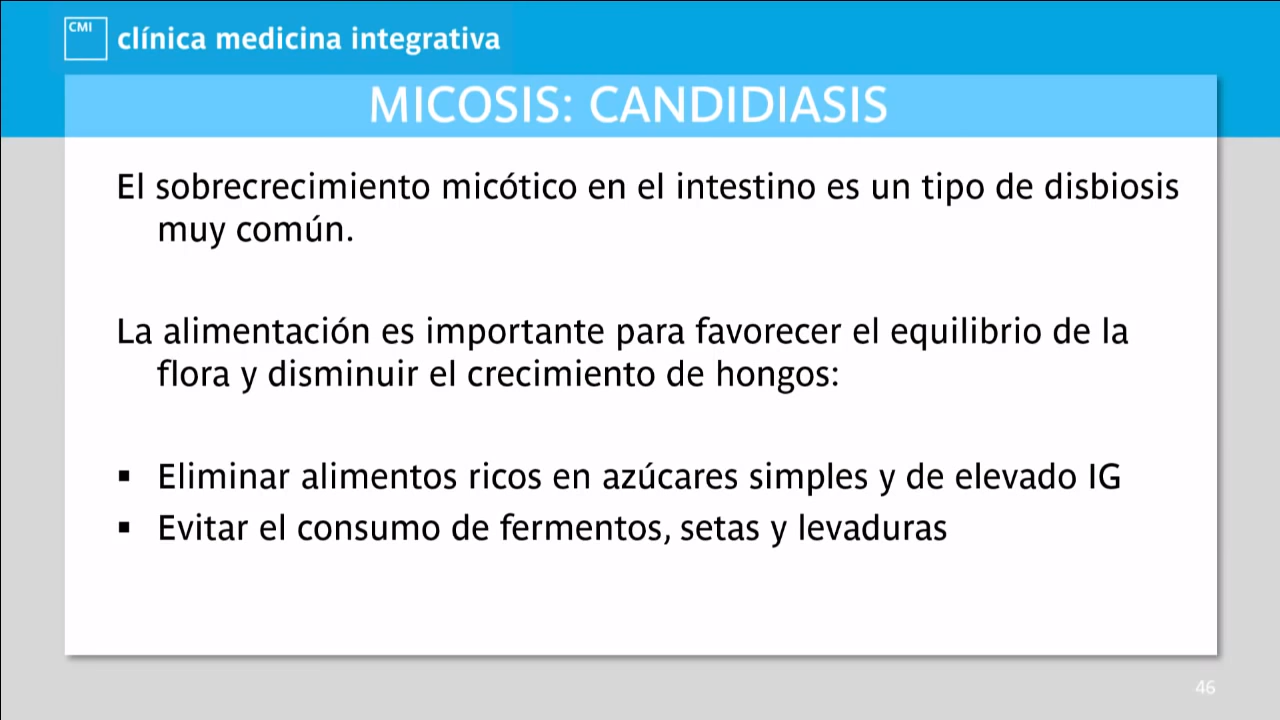 CMI
clínica medicina integrativa
MICOSIS: CANDIDIASIS
El sobrecrecimiento micótico en el intestino es un tipo de disbiosis
muy común.
La alimentación es importante para favorecer el equilibrio de la
flora y disminuir el crecimiento de hongos:
▪ Eliminar alimentos ricos en azúcares simples y de elevado IG
▪ Evitar el consumo de fermentos, setas y levaduras
46